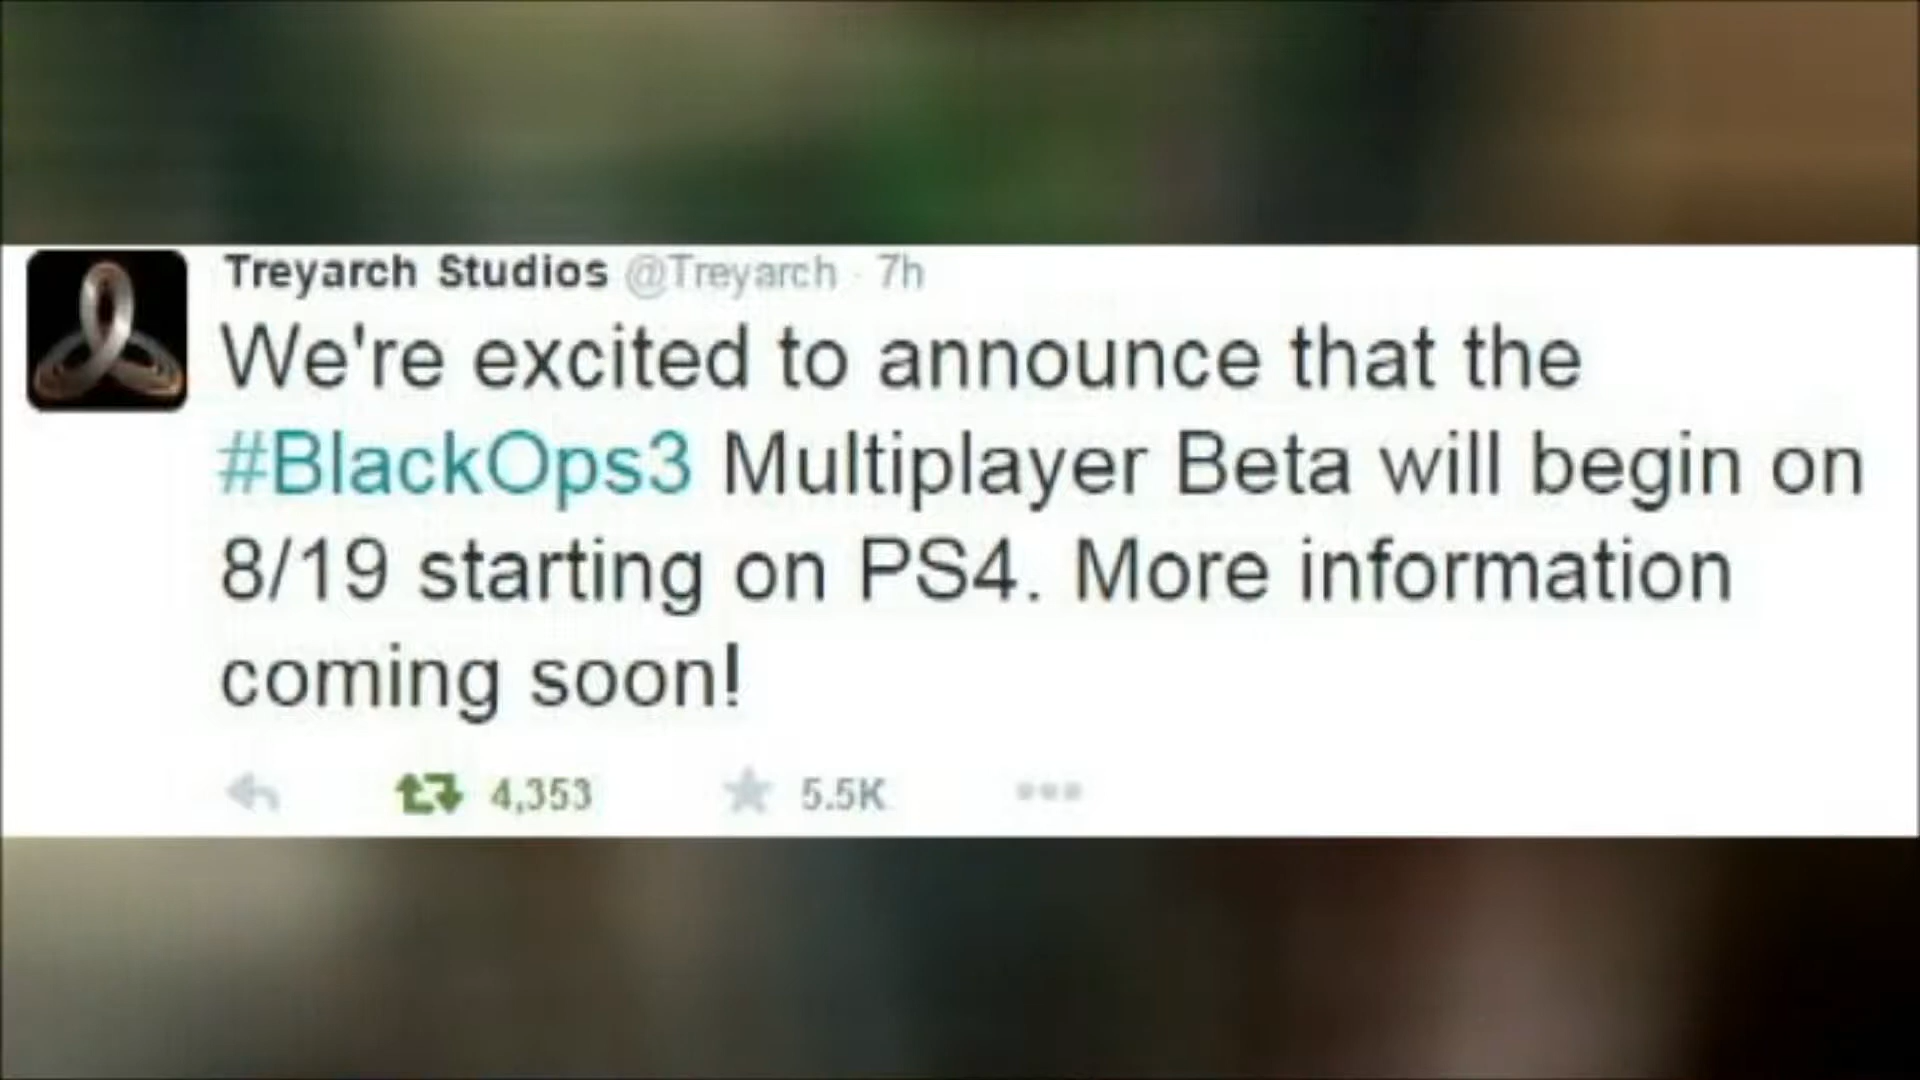 Treyarch Studios @Treyarch · 7h
We're excited to announce that the
#BlackOps3 Multiplayer Beta will begin on
8/19 starting on PS4. More information
coming soon!
4,353 5.5K